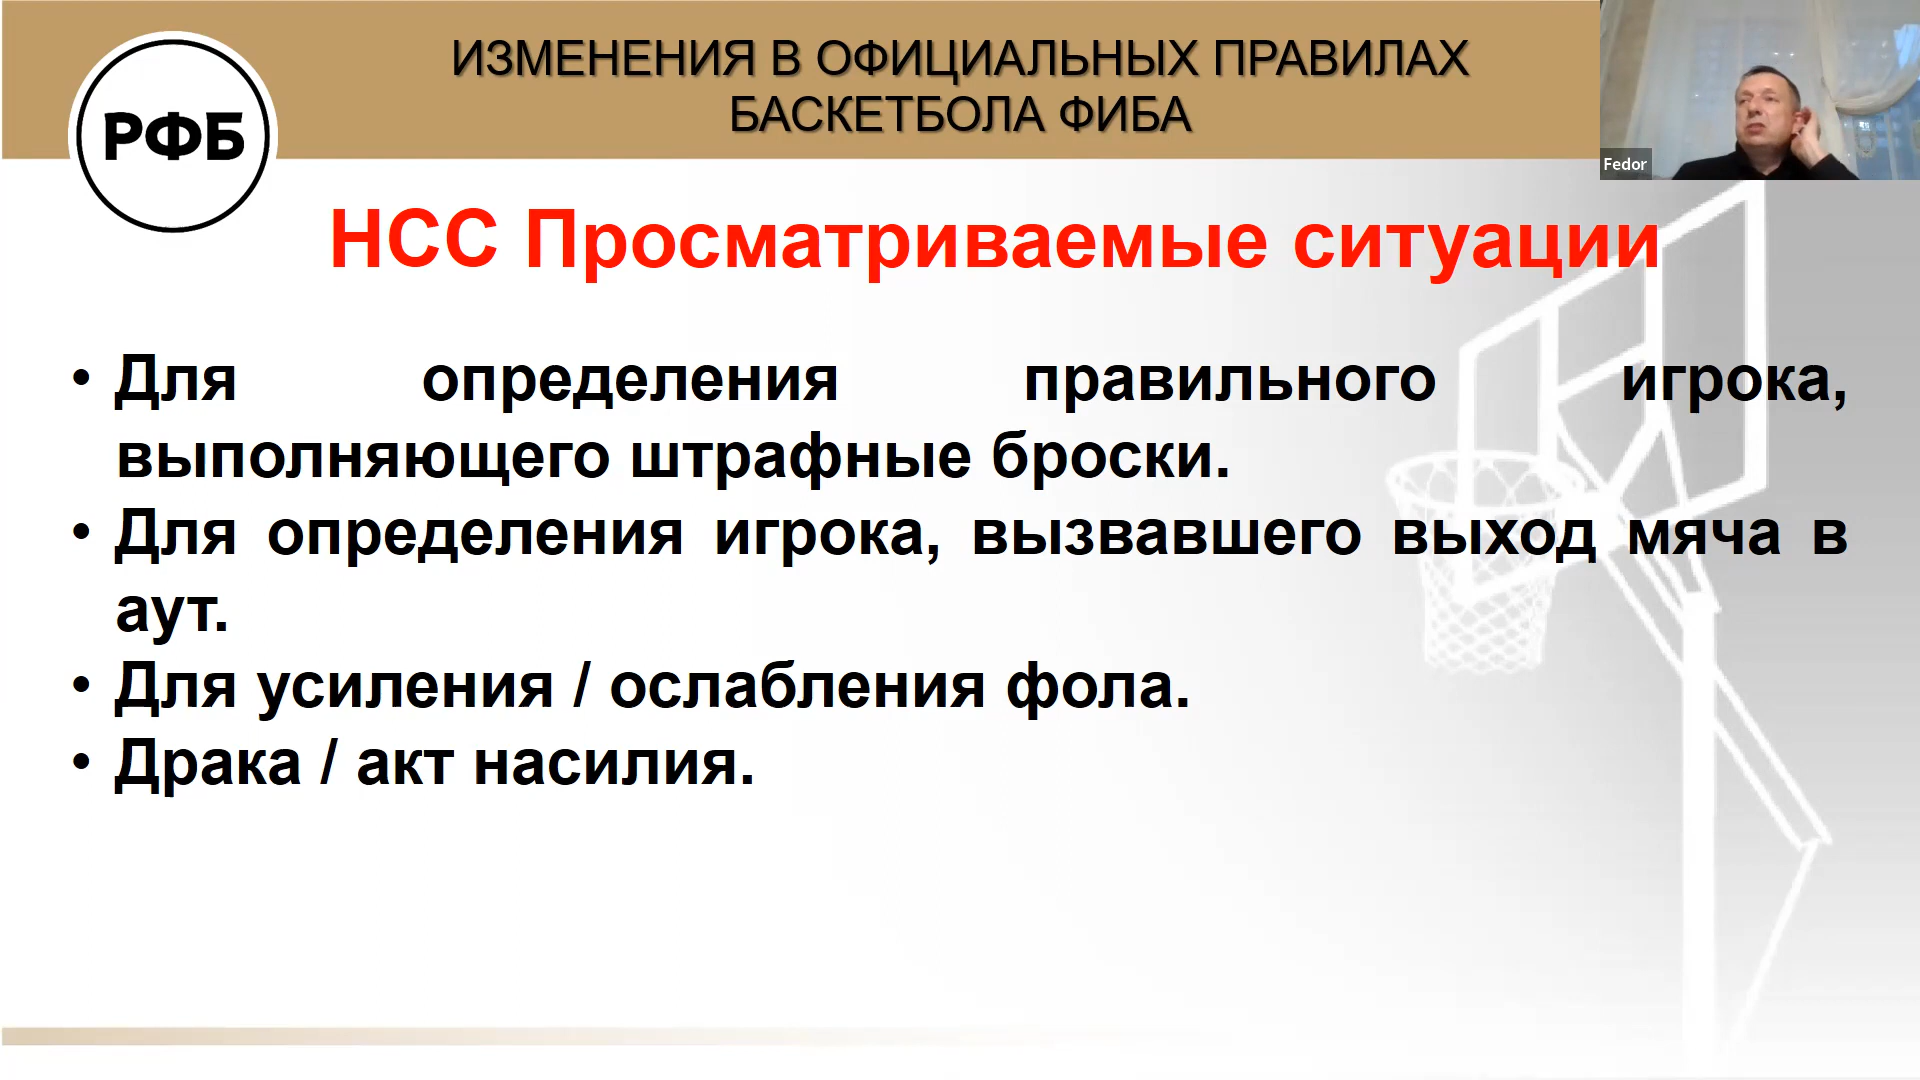 ИЗМЕНЕНИЯ В ОФИЦИАЛЬНЫХ ПРАВИЛАХ
БАСКЕТБОЛА ФИБА
РФБ
Fedor
НСС Просматриваемые ситуации
• Для определения правильного игрока,
выполняющего штрафные броски.
• Для определения игрока, вызвавшего выход мяча в
аут.
• Для усиления / ослабления фола.
• Драка / акт насилия.